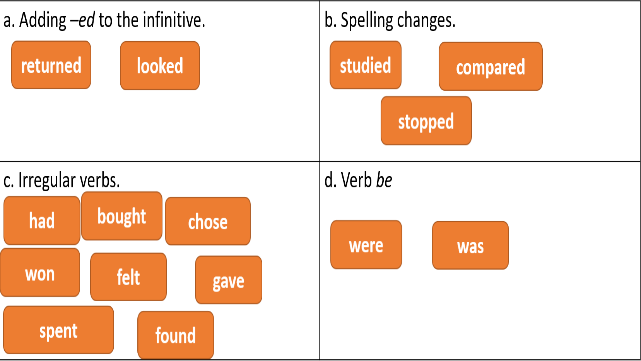 a. Adding –ed to the infinitive.
returned looked
b. Spelling changes.
studied compared
stopped
c. Irregular verbs.
had bought chose
won felt gave
spent found
d. Verb be
were was